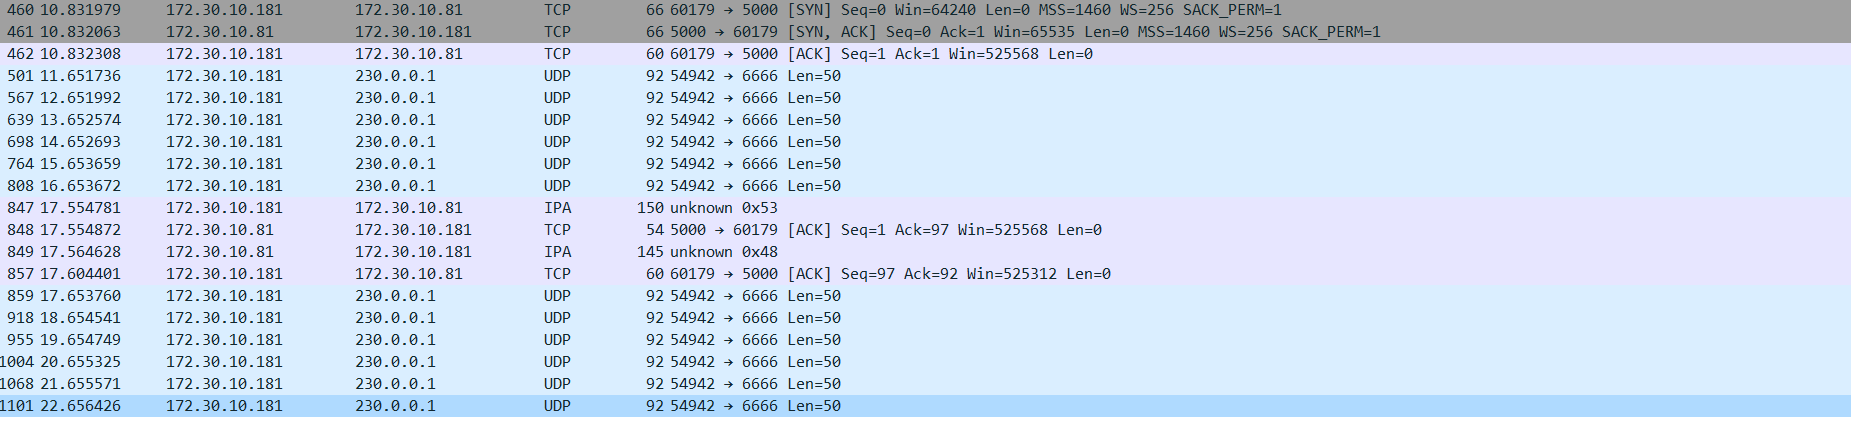 460 10.831979 172.30.10.181 172.30.10.81 TCP 66 60179 → 5000 [SYN] Seq=0 Win=64240 Len=0 MSS=1460 WS=256 SACK_PERM=1
461 10.832063 172.30.10.81 172.30.10.181 TCP 66 5000 → 60179 [SYN, ACK] Seq=0 Ack=1 Win=65535 Len=0 MSS=1460 WS=256 SACK_PERM=1
462 10.832308 172.30.10.181 172.30.10.81 TCP 60 60179 → 5000 [ACK] Seq=1 Ack=1 Win=525568 Len=0
501 11.651736 172.30.10.181 230.0.0.1 UDP 92 54942 → 6666 Len=50
567 12.651992 172.30.10.181 230.0.0.1 UDP 92 54942 → 6666 Len=50
639 13.652574 172.30.10.181 230.0.0.1 UDP 92 54942 → 6666 Len=50
698 14.652693 172.30.10.181 230.0.0.1 UDP 92 54942 → 6666 Len=50
764 15.653659 172.30.10.181 230.0.0.1 UDP 92 54942 → 6666 Len=50
808 16.653672 172.30.10.181 230.0.0.1 UDP 92 54942 → 6666 Len=50
847 17.554781 172.30.10.181 172.30.10.81 IPA 150 unknown 0x53
848 17.554872 172.30.10.81 172.30.10.181 TCP 54 5000 → 60179 [ACK] Seq=1 Ack=97 Win=525568 Len=0
849 17.564628 172.30.10.81 172.30.10.181 IPA 145 unknown 0x48
857 17.604401 172.30.10.181 172.30.10.81 TCP 60 60179 → 5000 [ACK] Seq=97 Ack=92 Win=525312 Len=0
859 17.653760 172.30.10.181 230.0.0.1 UDP 92 54942 → 6666 Len=50
918 18.654541 172.30.10.181 230.0.0.1 UDP 92 54942 → 6666 Len=50
955 19.654749 172.30.10.181 230.0.0.1 UDP 92 54942 → 6666 Len=50
1004 20.655325 172.30.10.181 230.0.0.1 UDP 92 54942 → 6666 Len=50
1068 21.655571 172.30.10.181 230.0.0.1 UDP 92 54942 → 6666 Len=50
1101 22.656426 172.30.10.181 230.0.0.1 UDP 92 54942 → 6666 Len=50